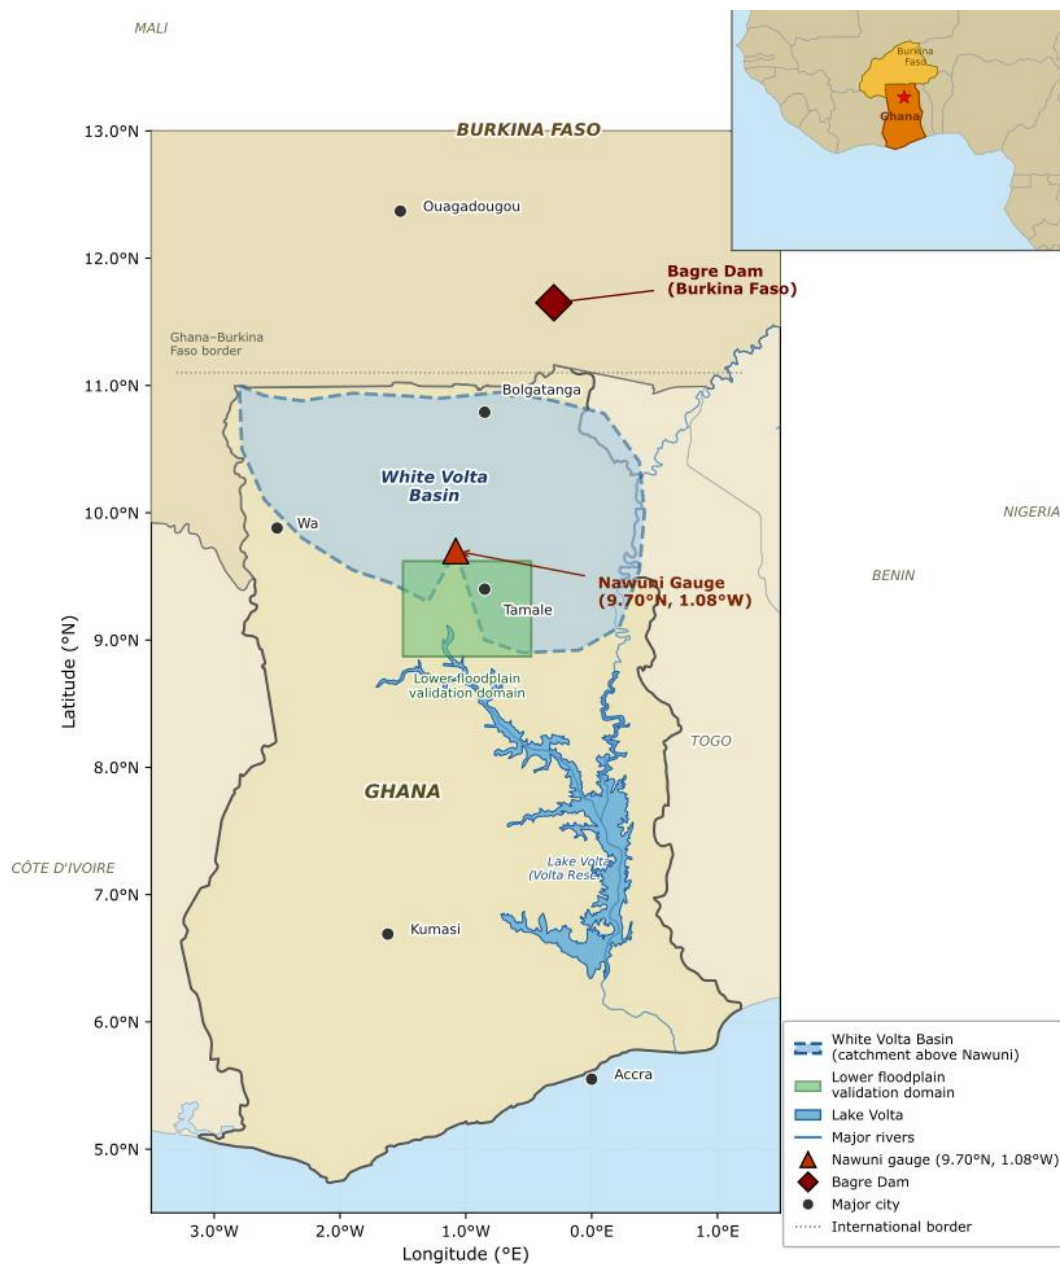 MALI
Burkina
Faso
Ghana
13.0°N
BURKINA FASO
Ouagadougou
12.0°N
Bagre Dam
(Burkina Faso)
Ghana–Burkina
Faso border
11.0°N
Bolgatanga
White Volta
Basin
10.0°N
Wa
NIGERIA
BENIN
Nawuni Gauge
(9.70°N, 1.08°W)
Tamale
9.0°N
Lower floodplain
validation domain
Latitude (°N)
TOGO
8.0°N
GHANA
CÔTE D'IVOIRE
Lake Volta
(Volta Rese
7.0°N
Kumasi
6.0°N
Accra
5.0°N
3.0°W
2.0°W
1.0°W
0.0°E
1.0°E
Longitude (°E)
White Volta Basin
(catchment above Nawuni)
Lower floodplain
validation domain
Lake Volta
Major rivers
Nawuni gauge (9.70°N, 1.08°W)
Bagre Dam
Major city
International border